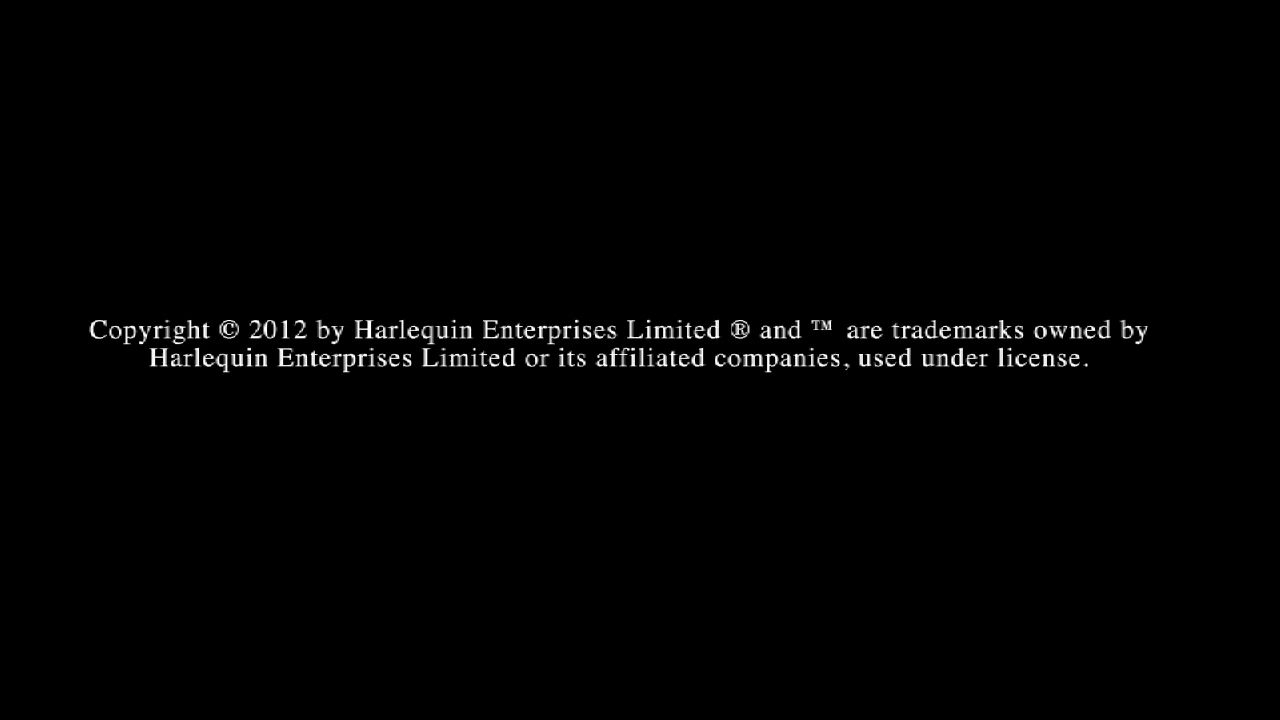 Copyright © 2012 by Harlequin Enterprises Limited ® and ™ are trademarks owned by
Harlequin Enterprises Limited or its affiliated companies, used under license.